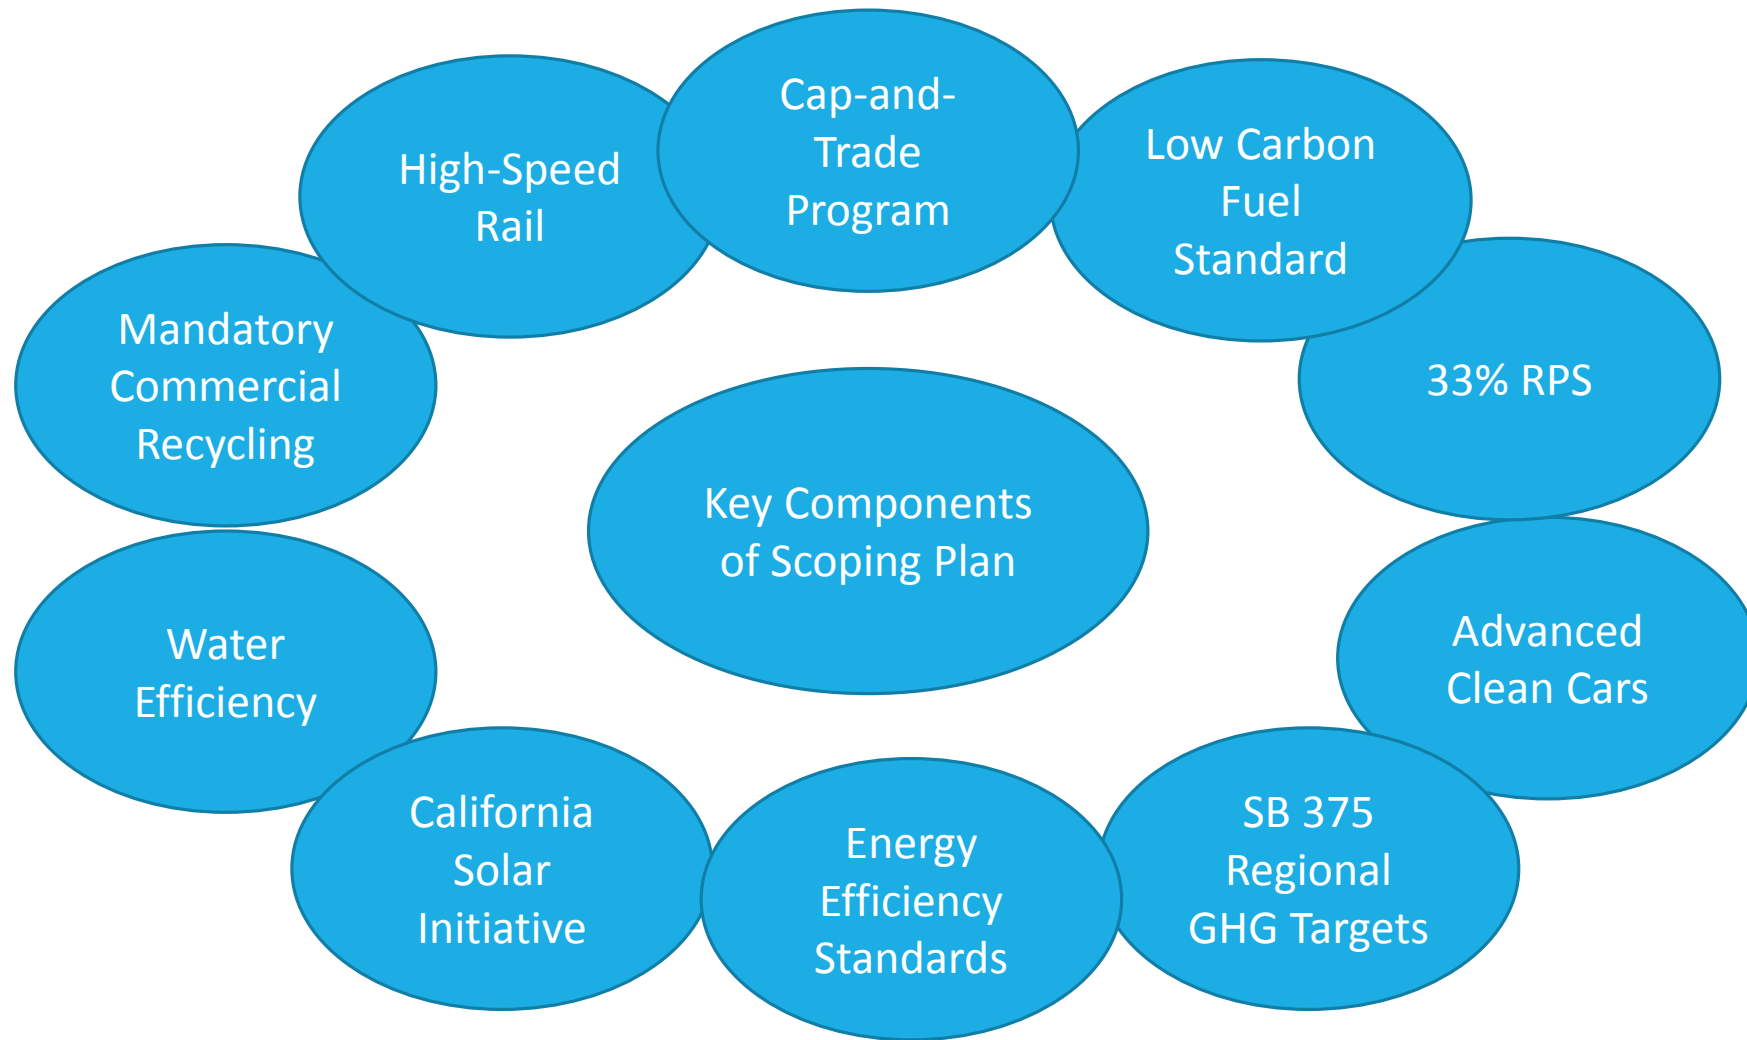 Cap-and-
Trade
Program
Low Carbon
Fuel
Standard
33% RPS
Advanced
Clean Cars
SB 375
Regional
GHG Targets
Energy
Efficiency
Standards
California
Solar
Initiative
Water
Efficiency
Mandatory
Commercial
Recycling
High-Speed
Rail
Key Components
of Scoping Plan